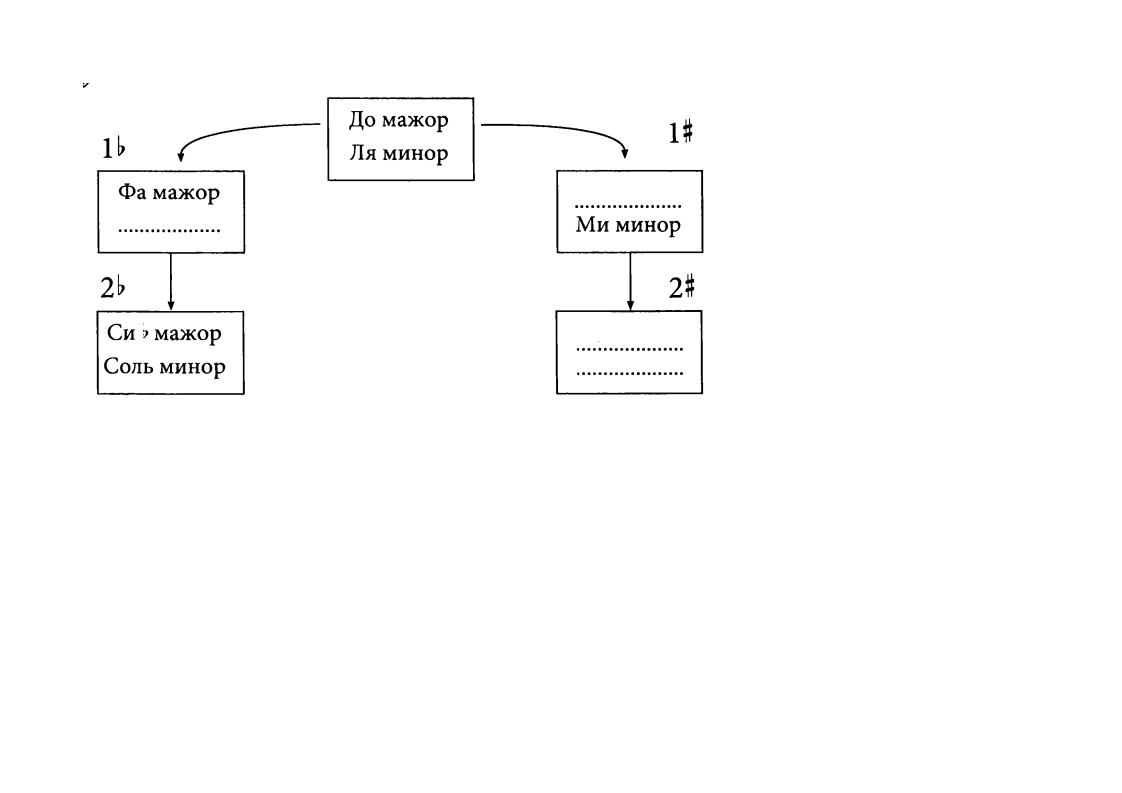 До мажор
Ля минор
1♭
1♯
Фа мажор
....................
....................
Ми минор
2♭
2♯
Си ♭ мажор
Соль минор
....................
....................